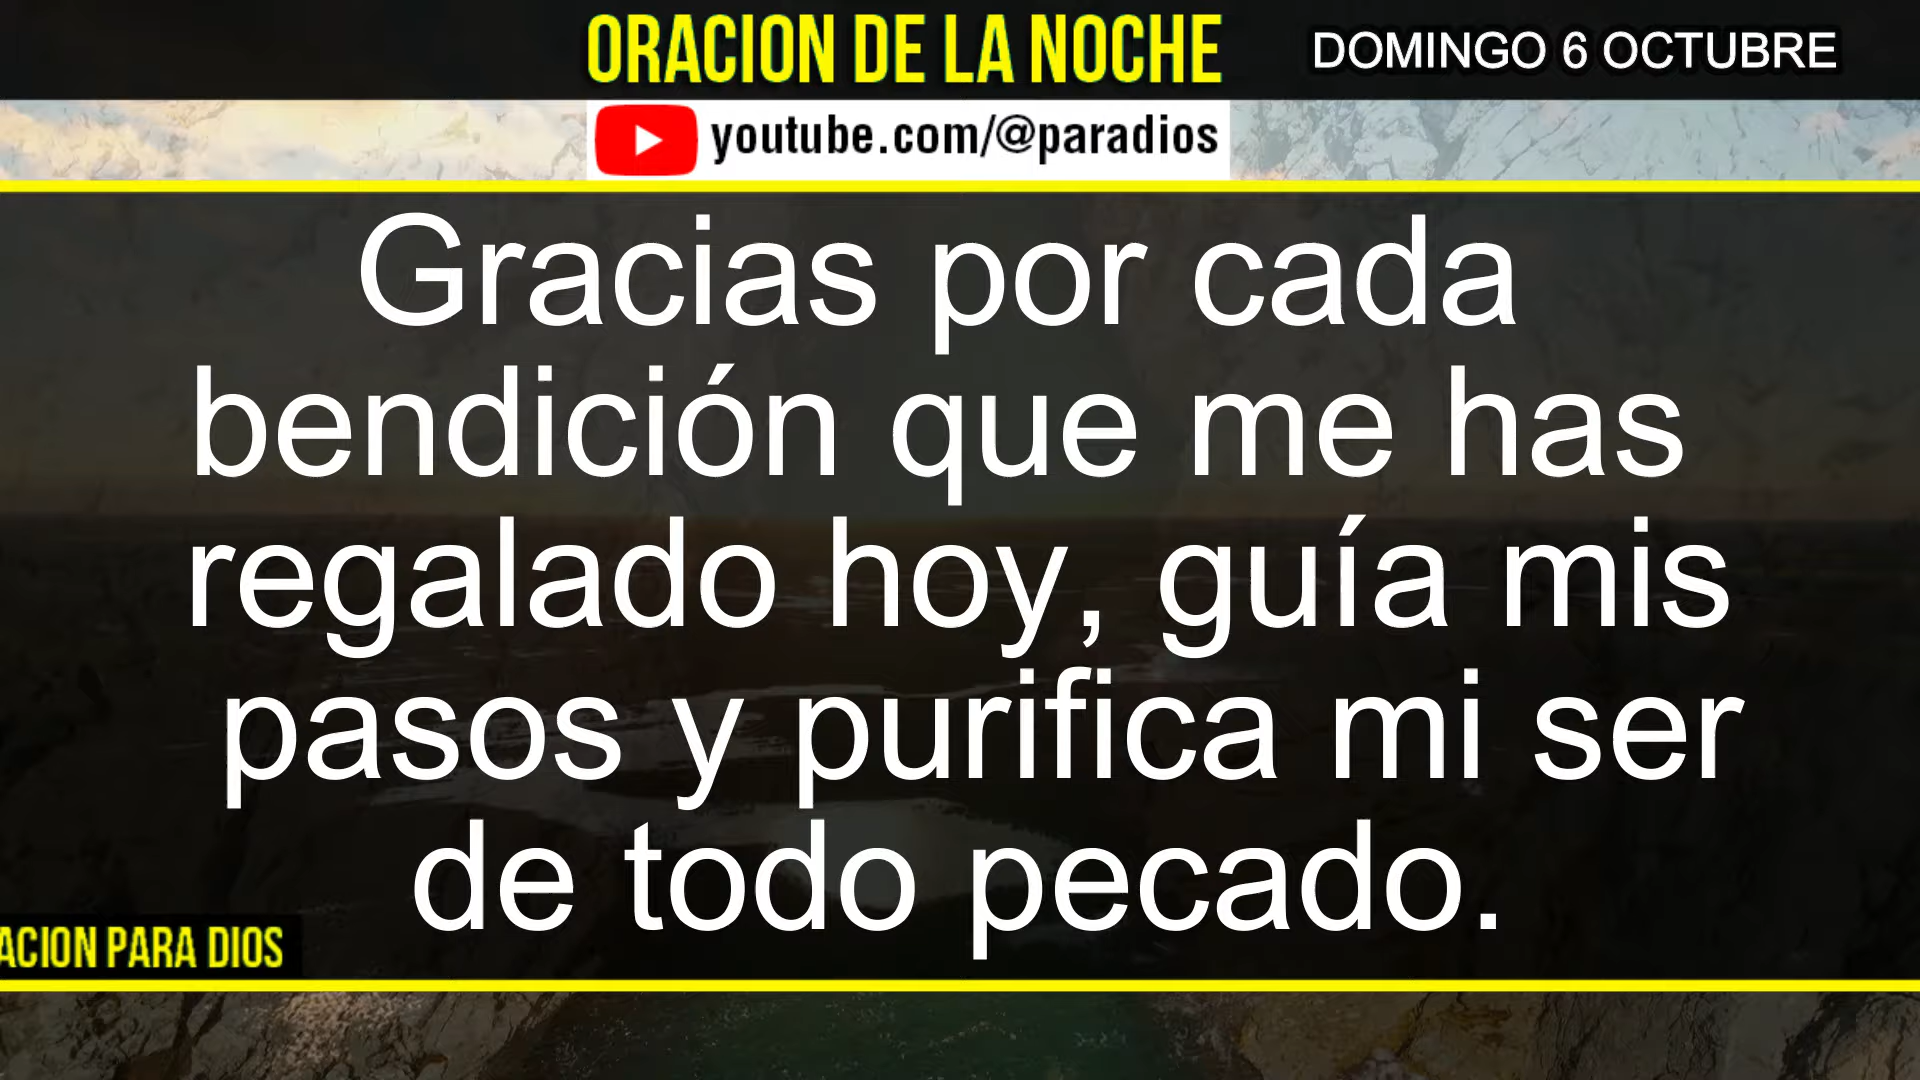 ORACION DE LA NOCHE
DOMINGO 6 OCTUBRE
youtube.com/@paradios
Gracias por cada
bendición que me has
regalado hoy, guía mis
pasos y purifica mi ser
de todo pecado.
ACION PARA DIOS